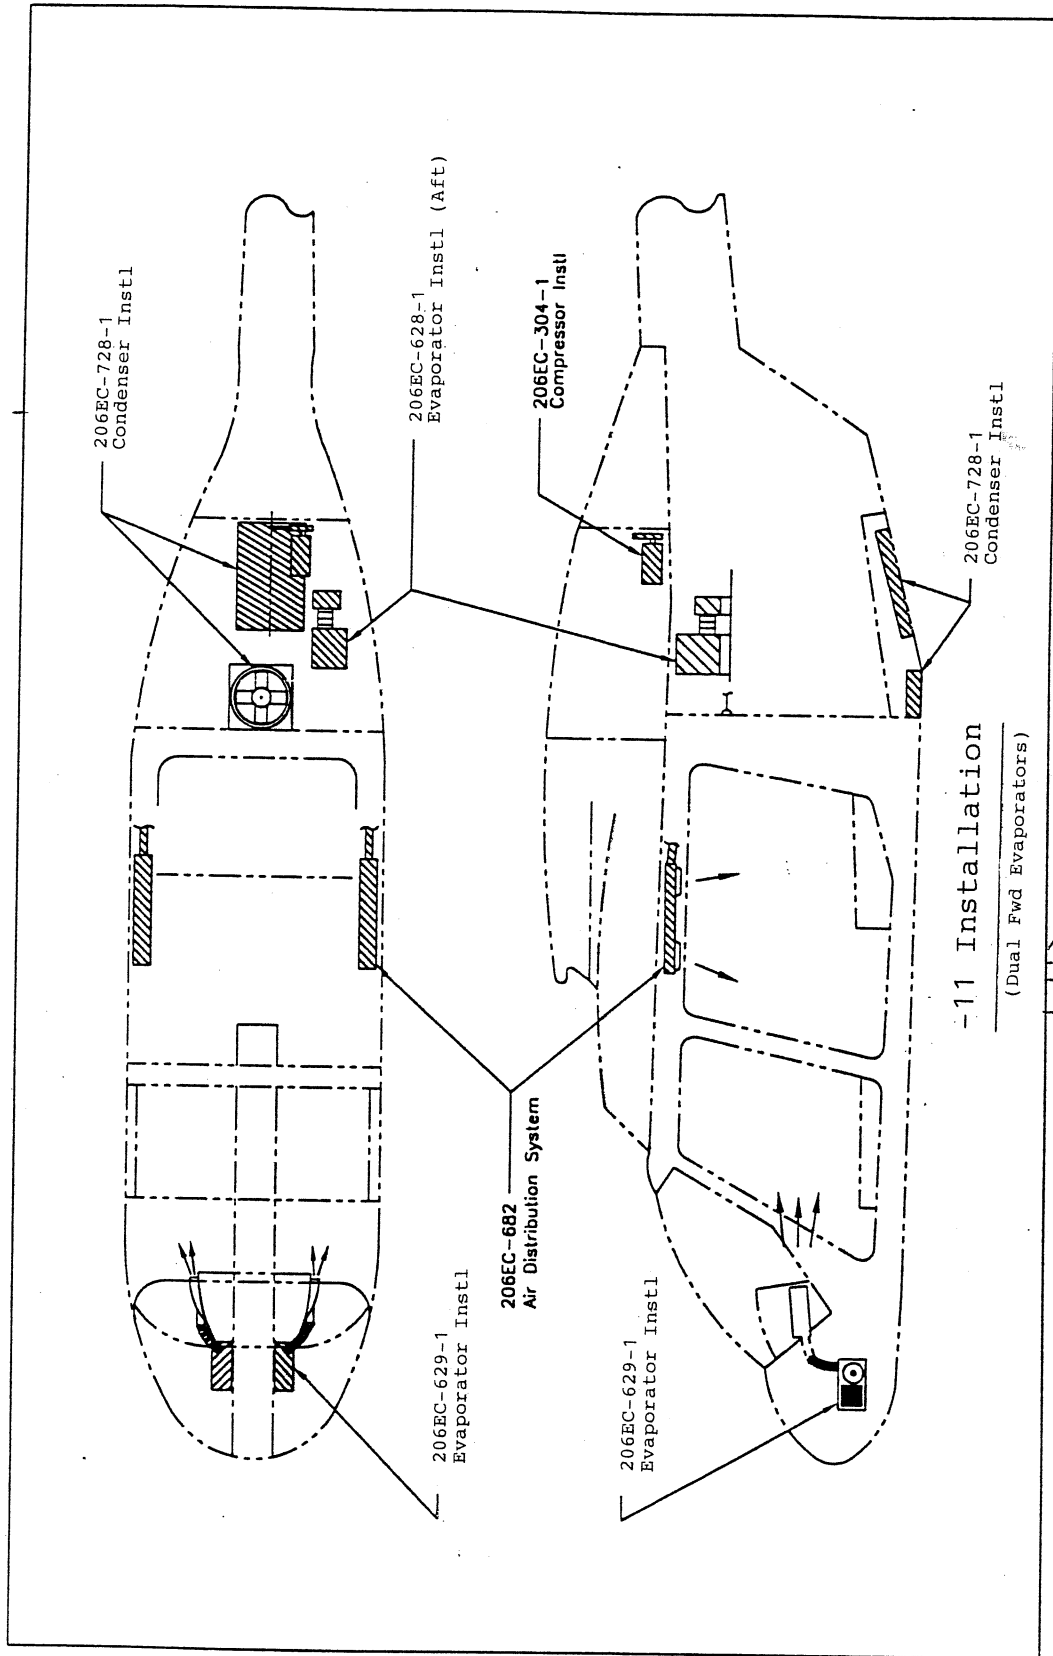 206EC-728-1
Condenser Instl
206EC-628-1
Evaporator Instl (Aft)
206EC-682
Air Distribution System
206EC-629-1
Evaporator Instl
206EC-304-1
Compressor Instl
206EC-728-1
Condenser Instl
206EC-629-1
Evaporator Instl
-11 Installation
(Dual Fwd Evaporators)